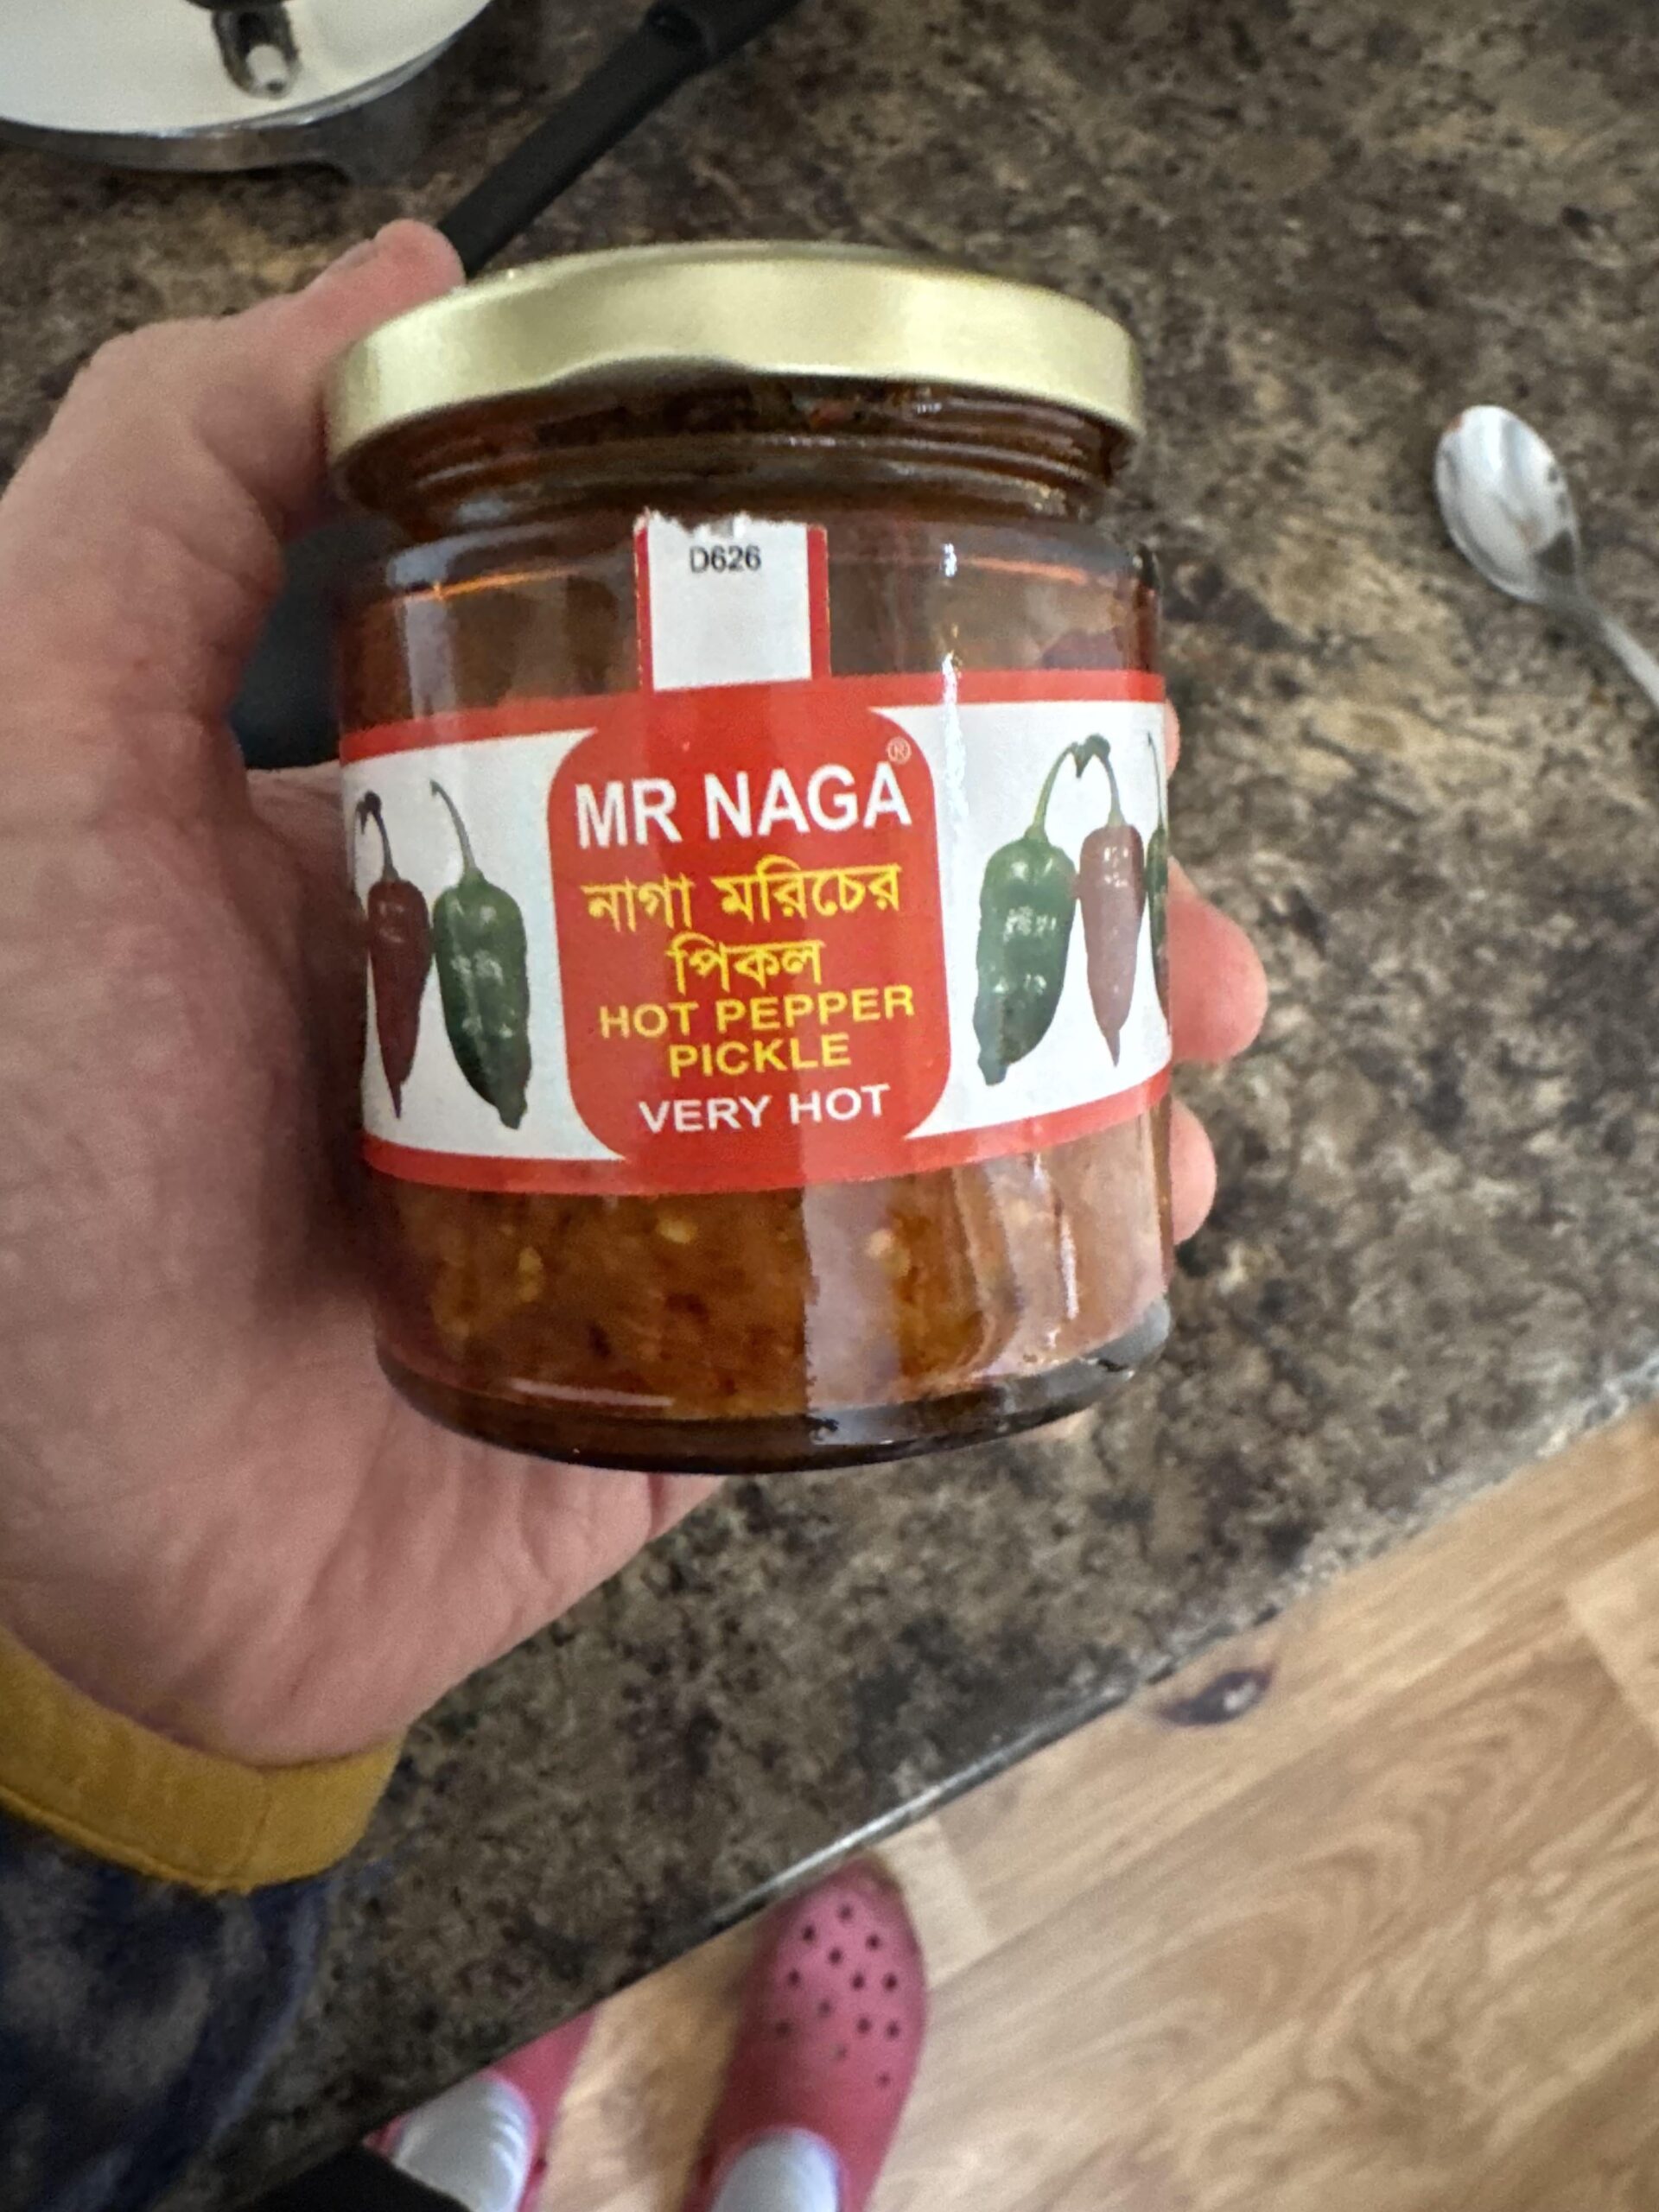 D626
MR NAGA®
নাগা মরিচের
পিকল
HOT PEPPER
PICKLE
VERY HOT